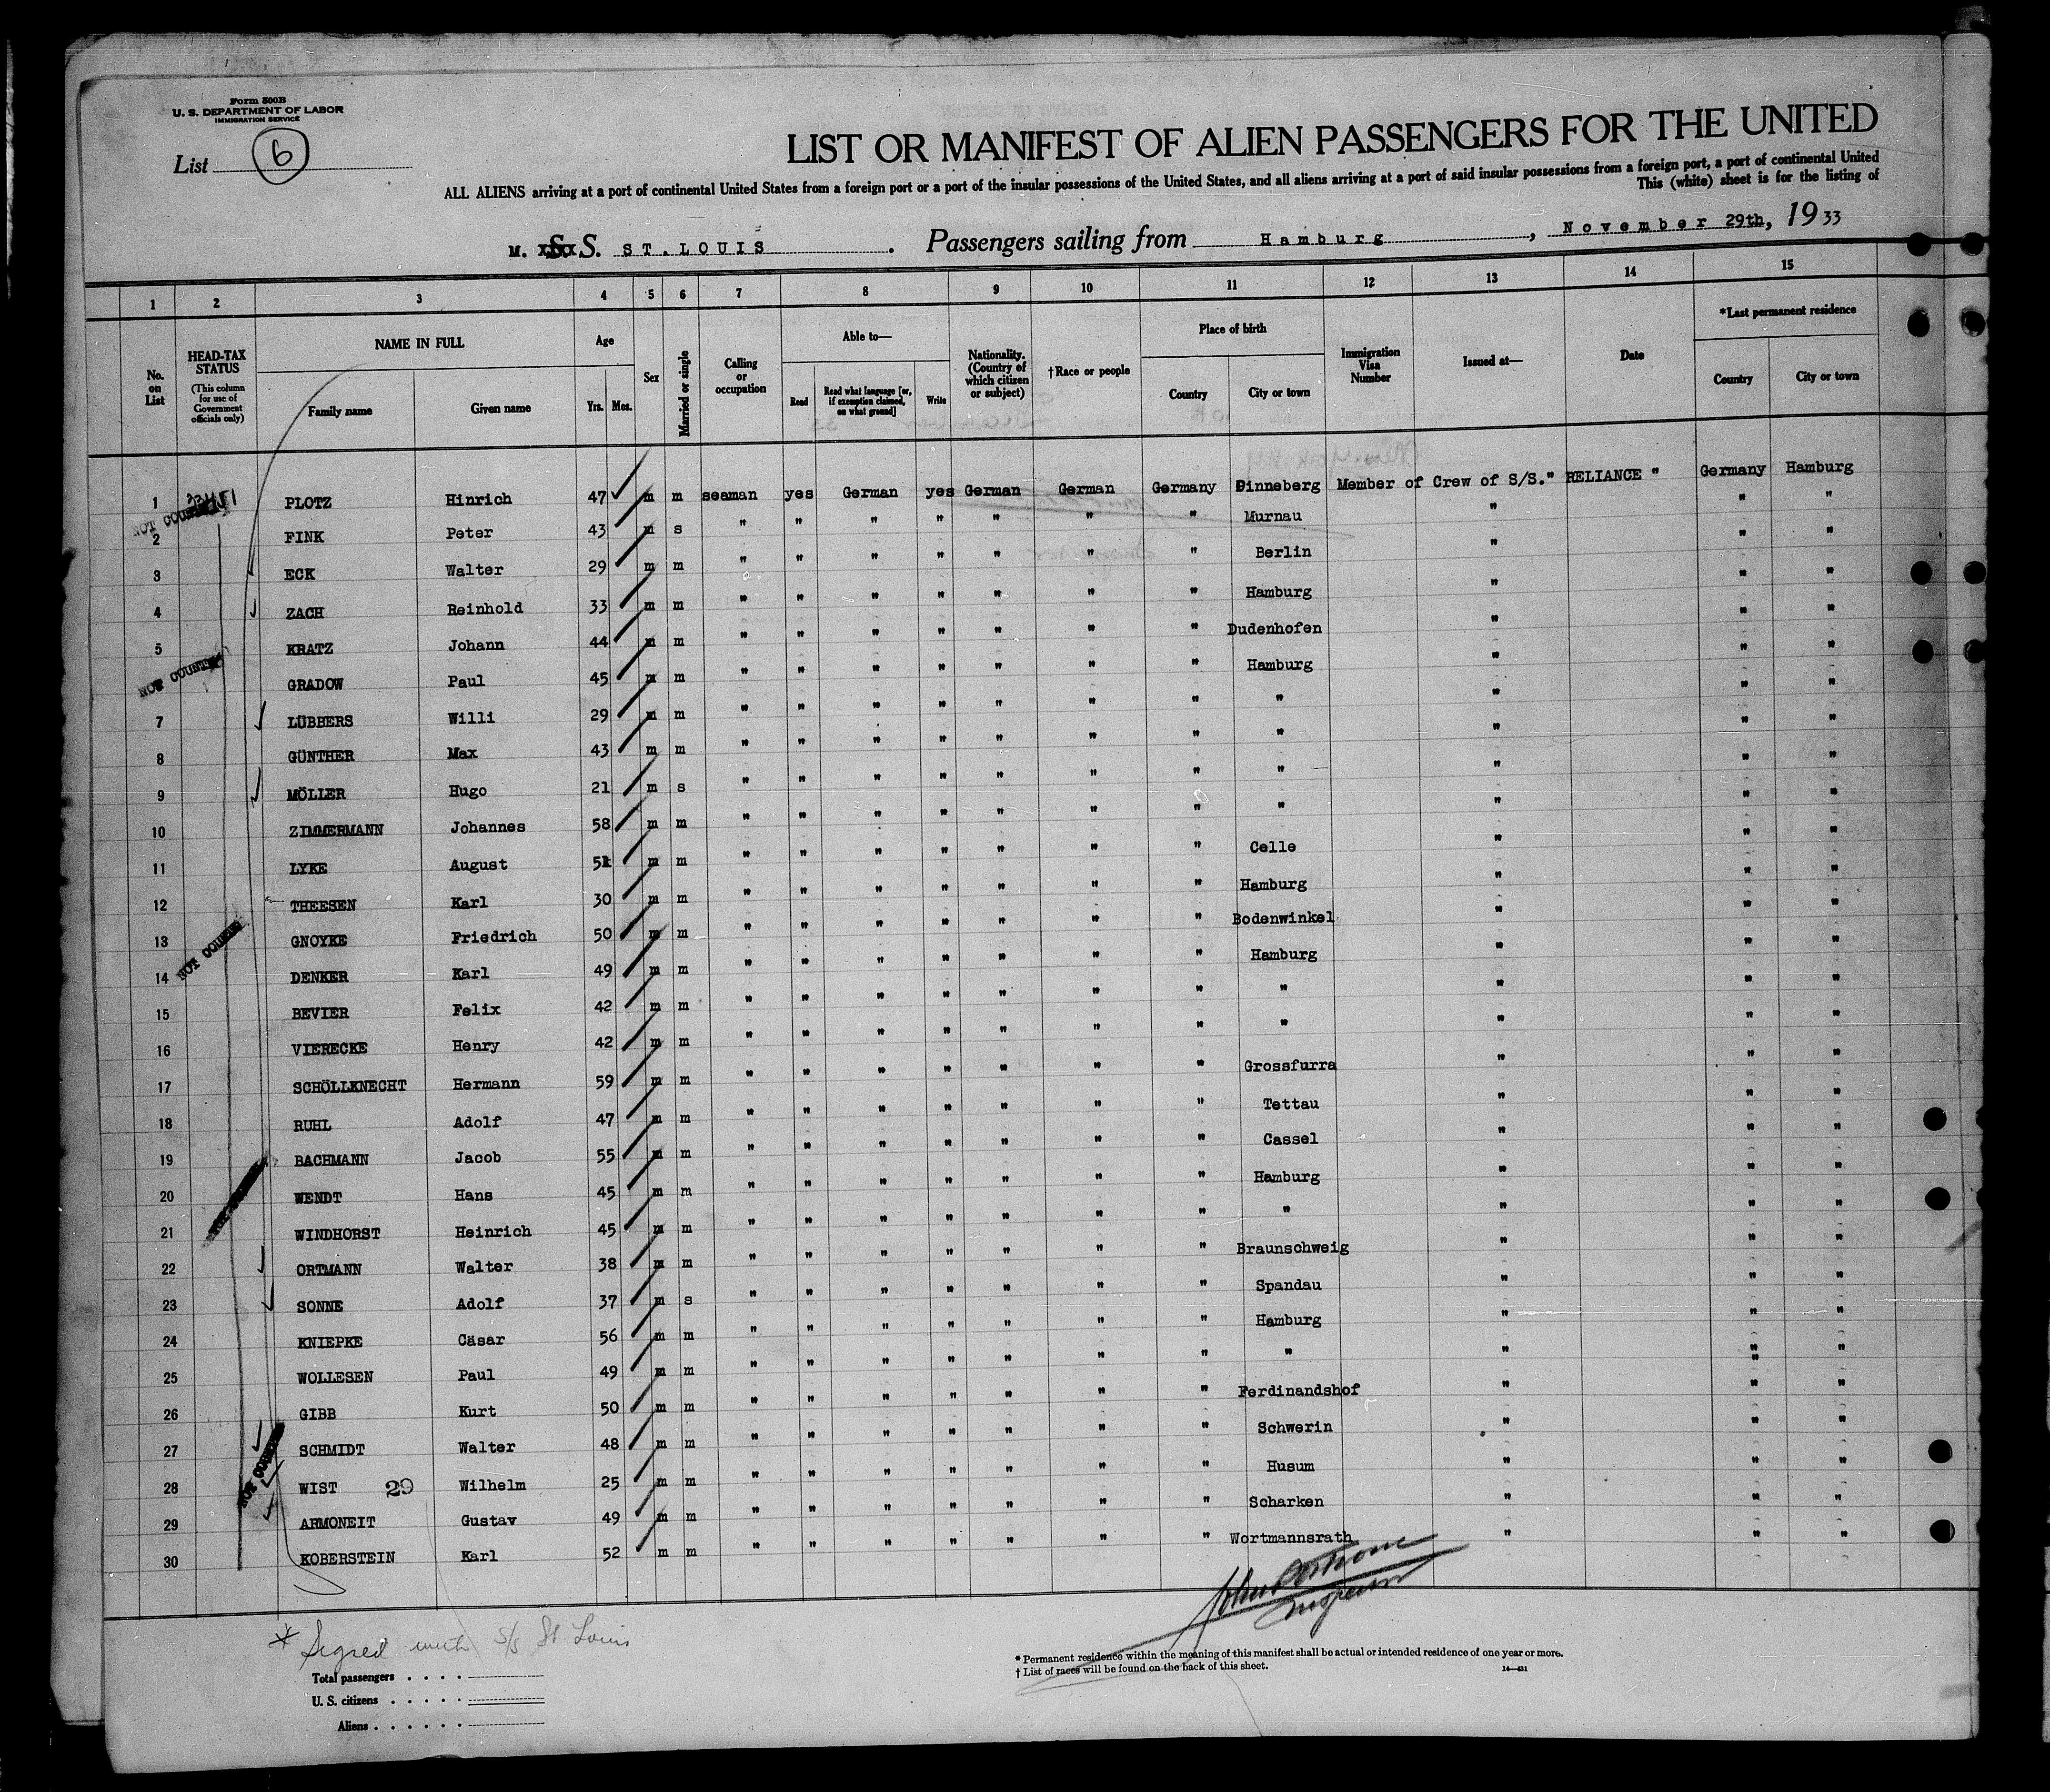 Form 500B
U. S. DEPARTMENT OF LABOR
IMMIGRATION SERVICE
List 6
LIST OR MANIFEST OF ALIEN PASSENGERS FOR THE UNITED
ALL ALIENS arriving at a port of continental United States from a foreign port or a port of the insular possessions of the United States, and all aliens arriving at a port of said insular possessions from a foreign port, a port of continental United
This (white) sheet is for the listing of
M. S. ST. LOUIS . Passengers sailing from Hamburg , November 29th, 1933
1 2 3 4 5 6 7 8 9 10 11 12 13 14 15
No. on List
HEAD-TAX STATUS (This column for use of Government officials only)
NAME IN FULL
Family name Given name
Age
Yrs. Mos.
Sex
Married or single
Calling or occupation
Able to—
Read Read what language [or, if exemption claimed, on what ground] Write
Nationality. (Country of which citizen or subject)
†Race or people
Place of birth
Country City or town
Immigration Visa Number
Issued at—
Date
*Last permanent residence
Country City or town
1 PLOTZ Hinrich 47 m m seaman yes German yes German German Germany Pinneberg Member of Crew of S/S." RELIANCE " Germany Hamburg
NOT COUNTED
2 FINK Peter 43 m s " " " " " " " Murnau " " "
3 ECK Walter 29 m m " " " " " " " Berlin " " "
4 ZACH Reinhold 33 m m " " " " " " " Hamburg " " "
5 KRATZ Johann 44 m m " " " " " " " Dudenhofen " " "
NOT COUNTED GRADOW Paul 45 m m " " " " " " " Hamburg " " "
7 LÜBBERS Willi 29 m m " " " " " " " " " " "
8 GÜNTHER Max 43 m m " " " " " " " " " " "
9 MÖLLER Hugo 21 m s " " " " " " " " " " "
10 ZIMMERMANN Johannes 58 m m " " " " " " " " " " "
11 LYKE August 51 m m " " " " " " " Celle " " "
12 THEESEN Karl 30 m m " " " " " " " Hamburg " " "
13 GNOYKE Friedrich 50 m m " " " " " " " Bodenwinkel " " "
NOT COUNTED
14 DENKER Karl 49 m m " " " " " " " Hamburg " " "
15 BEVIER Felix 42 m m " " " " " " " " " " "
16 VIERECKE Henry 42 m m " " " " " " " " " " "
17 SCHÖLLKNECHT Hermann 59 m m " " " " " " " Grossfurra " " "
18 RUHL Adolf 47 m m " " " " " " " Tettau " " "
19 BACHMANN Jacob 55 m m " " " " " " " Cassel " " "
20 WENDT Hans 45 m m " " " " " " " Hamburg " " "
21 WINDHORST Heinrich 45 m m " " " " " " " " " " "
22 ORTMANN Walter 38 m m " " " " " " " Braunschweig " " "
23 SONNE Adolf 37 m s " " " " " " " Spandau " " "
24 KNIEPKE Cäsar 56 m m " " " " " " " Hamburg " " "
25 WOLLESEN Paul 49 m m " " " " " " " " " " "
26 GIBB Kurt 50 m m " " " " " " " Ferdinandshof " " "
27 SCHMIDT Walter 48 m m " " " " " " " Schwerin " " "
28 WIST 29 Wilhelm 25 m m " " " " " " " Husum " " "
NOT COUNTED
29 ARMONEIT Gustav 49 m m " " " " " " " Scharken " " "
30 KOBERSTEIN Karl 52 m m " " " " " " " Wortmannsrath " " "
Inspector
* Signed with S/S St. Louis
Total passengers
U. S. citizens
Aliens
* Permanent residence within the meaning of this manifest shall be actual or intended residence of one year or more.
† List of races will be found on the back of this sheet.
14—431